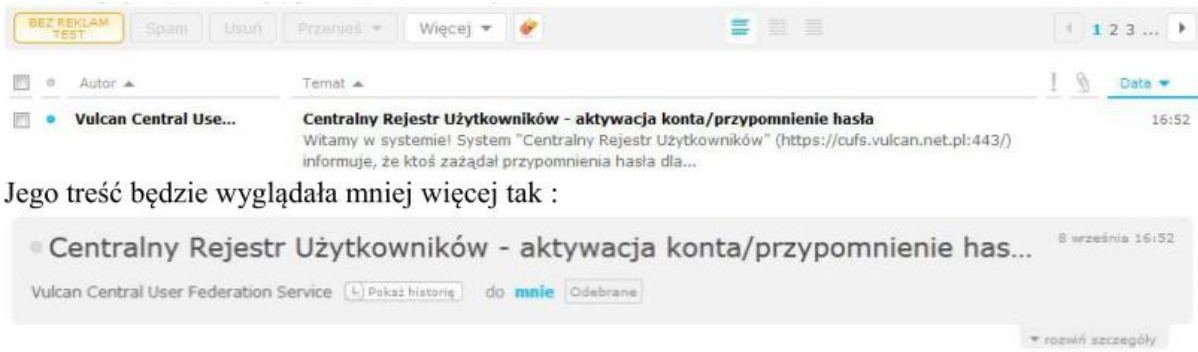 BEZ REKLAM
TEST
Spam Usuń Przenieś Więcej
1 2 3 ...
Autor Temat ! Data
Vulcan Central Use... Centralny Rejestr Użytkowników - aktywacja konta/przypomnienie hasła 16:52
Witamy w systemie! System "Centralny Rejestr Użytkowników" (https://cufs.vulcan.net.pl:443/)
informuje, że ktoś zażądał przypomnienia hasła dla...
Jego treść będzie wyglądała mniej więcej tak :
Centralny Rejestr Użytkowników - aktywacja konta/przypomnienie has... 8 września 16:52
Vulcan Central User Federation Service Pokaż historię do mnie Odebrane
rozwiń szczegóły